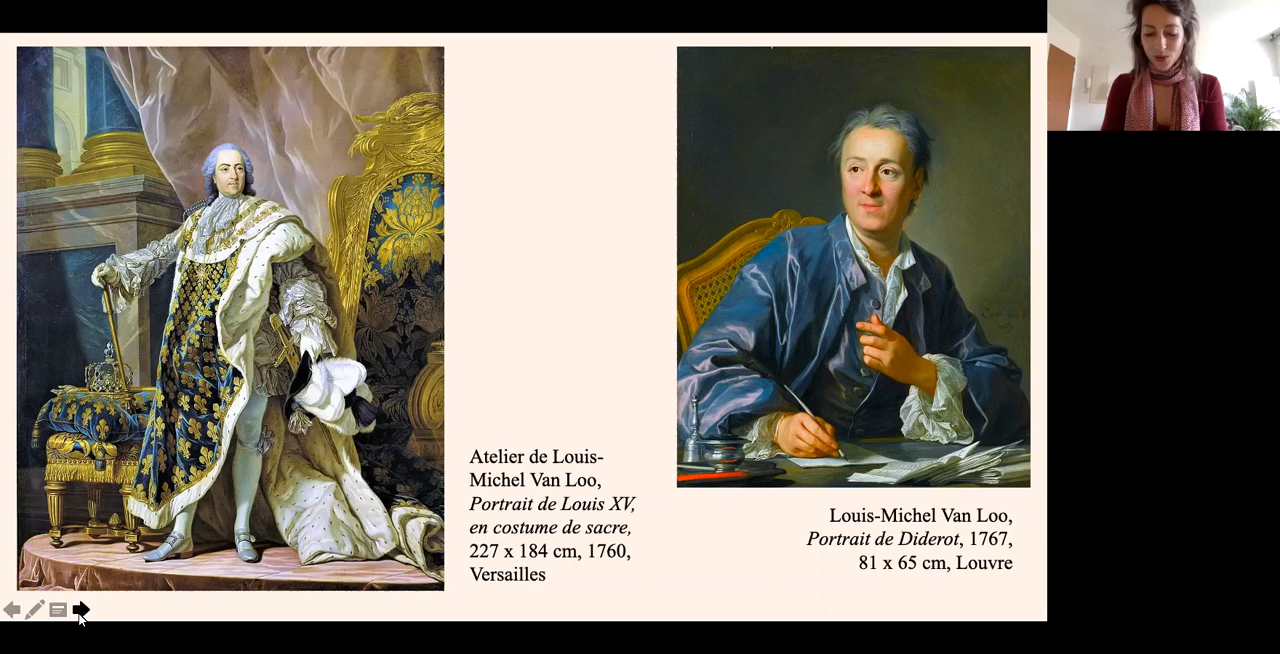 Atelier de Louis-
Michel Van Loo,
Portrait de Louis XV,
en costume de sacre,
227 x 184 cm, 1760,
Versailles
Louis-Michel Van Loo,
Portrait de Diderot, 1767,
81 x 65 cm, Louvre